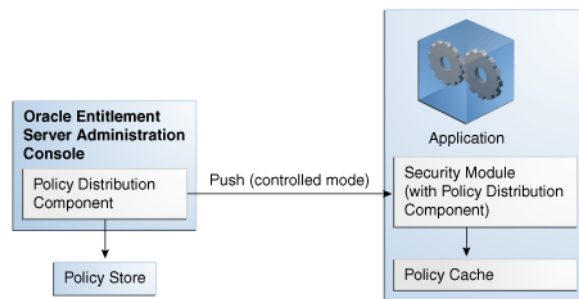 Oracle Entitlement
Server Administration
Console
Policy Distribution
Component
Policy Store
Push (controlled mode)
Application
Security Module
(with Policy Distribution
Component)
Policy Cache